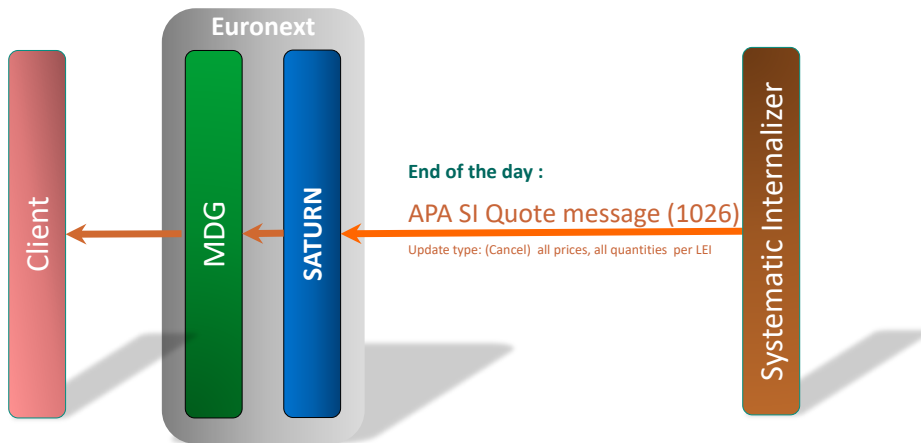 Euronext
Client
MDG
SATURN
End of the day :
APA SI Quote message (1026)
Update type: (Cancel) all prices, all quantities per LEI
Systematic Internalizer